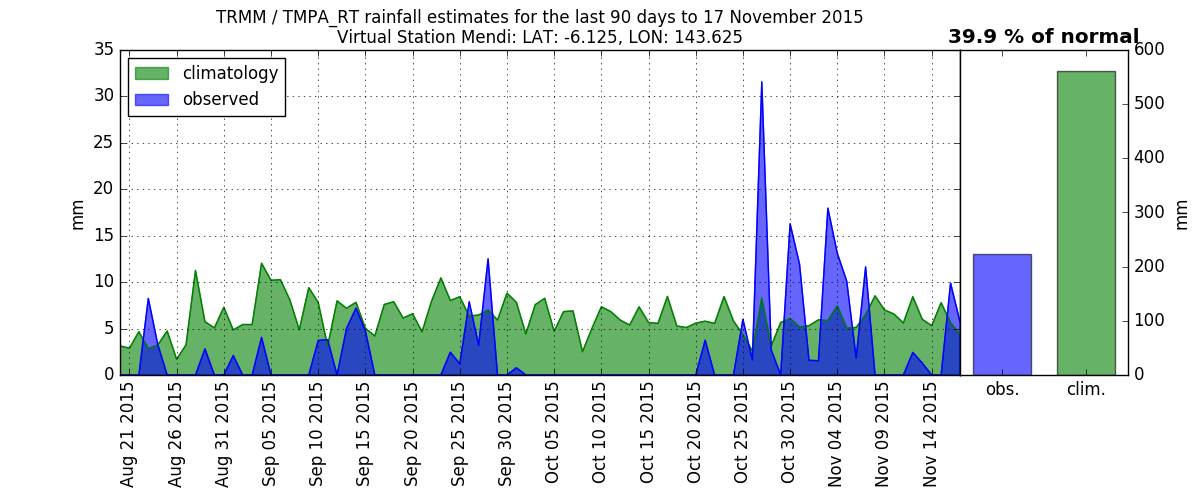 TRMM / TMPA_RT rainfall estimates for the last 90 days to 17 November 2015
Virtual Station Mendi: LAT: -6.125, LON: 143.625
39.9 % of normal
climatology
observed
mm
35
30
25
20
15
10
5
0
Aug 21 2015
Aug 26 2015
Aug 31 2015
Sep 05 2015
Sep 10 2015
Sep 15 2015
Sep 20 2015
Sep 25 2015
Sep 30 2015
Oct 05 2015
Oct 10 2015
Oct 15 2015
Oct 20 2015
Oct 25 2015
Oct 30 2015
Nov 04 2015
Nov 09 2015
Nov 14 2015
obs.
clim.
600
500
400
300
200
100
0
mm